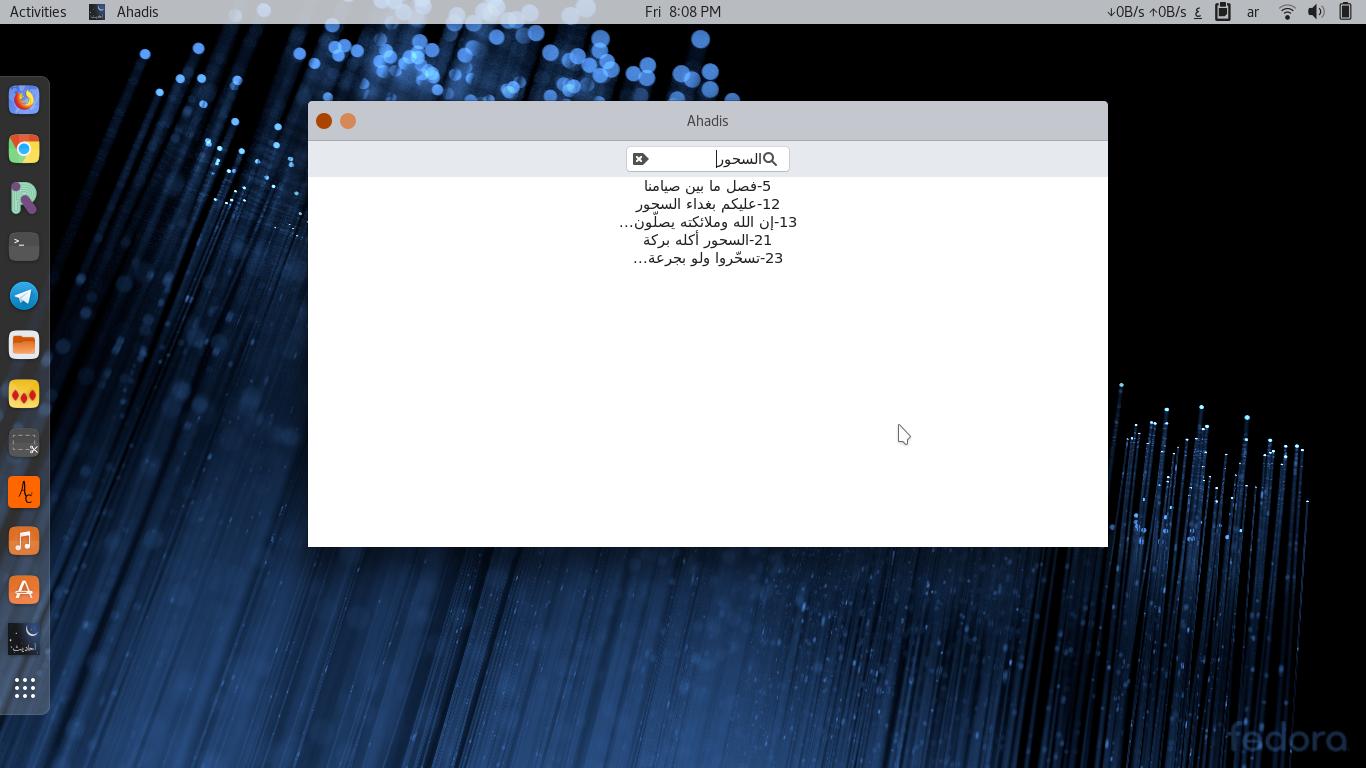 Activities
Ahadis
Fri 8:08 PM
↓0B/s ↑0B/s
ع
ar
Ahadis
السحور
5-فصل ما بين صيامنا
12-عليكم بغداء السحور
13-إن الله وملائكته يصلّون...
21-السحور أكله بركة
23-تسحّروا ولو بجرعة...
احاديث
fedora